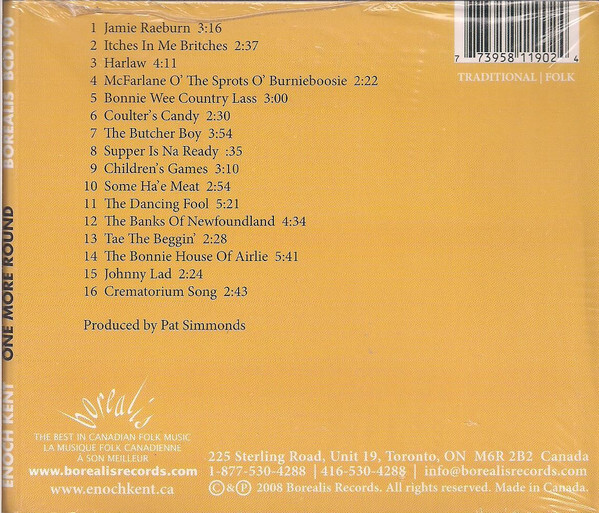 1 Jamie Raeburn 3:16
2 Itches In Me Britches 2:37
3 Harlaw 4:11
4 McFarlane O' The Sprots O' Burnieboosie 2:22
5 Bonnie Wee Country Lass 3:00
6 Coulter's Candy 2:30
7 The Butcher Boy 3:54
8 Supper Is Na Ready :35
9 Children's Games 3:10
10 Some Ha'e Meat 2:54
11 The Dancing Fool 5:21
12 The Banks Of Newfoundland 4:34
13 Tae The Beggin' 2:28
14 The Bonnie House Of Airlie 5:41
15 Johnny Lad 2:24
16 Crematorium Song 2:43
Produced by Pat Simmonds
7 73958 11902 4
TRADITIONAL | FOLK
ENOCH KENT ONE MORE ROUND BOREALIS BCD190
borealis
THE BEST IN CANADIAN FOLK MUSIC
LA MUSIQUE FOLK CANADIENNE
A SON MEILLEUR
www.borealisrecords.com
www.enochkent.ca
225 Sterling Road, Unit 19, Toronto, ON M6R 2B2 Canada
1-877-530-4288 | 416-530-4288 | info@borealisrecords.com
©&℗ 2008 Borealis Records. All rights reserved. Made in Canada.